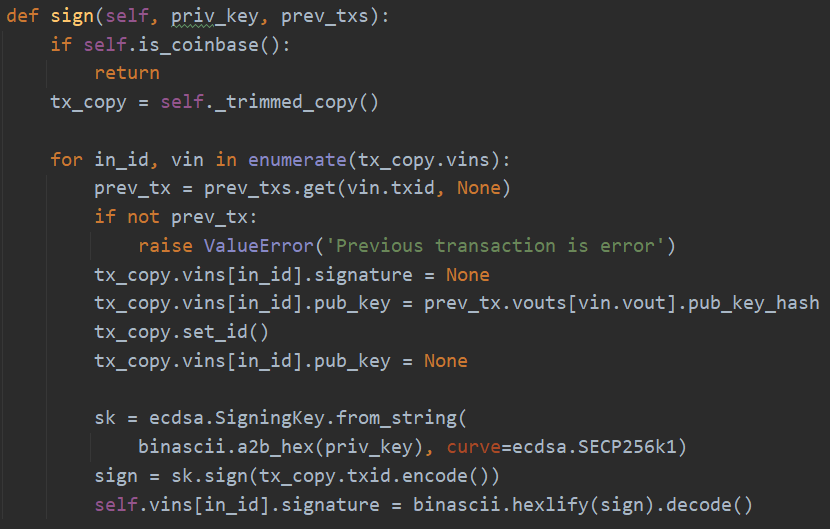 def sign(self, priv_key, prev_txs):
    if self.is_coinbase():
        return
    tx_copy = self._trimmed_copy()

    for in_id, vin in enumerate(tx_copy.vins):
        prev_tx = prev_txs.get(vin.txid, None)
        if not prev_tx:
            raise ValueError('Previous transaction is error')
        tx_copy.vins[in_id].signature = None
        tx_copy.vins[in_id].pub_key = prev_tx.vouts[vin.vout].pub_key_hash
        tx_copy.set_id()
        tx_copy.vins[in_id].pub_key = None

        sk = ecdsa.SigningKey.from_string(
            binascii.a2b_hex(priv_key), curve=ecdsa.SECP256k1)
        sign = sk.sign(tx_copy.txid.encode())
        self.vins[in_id].signature = binascii.hexlify(sign).decode()